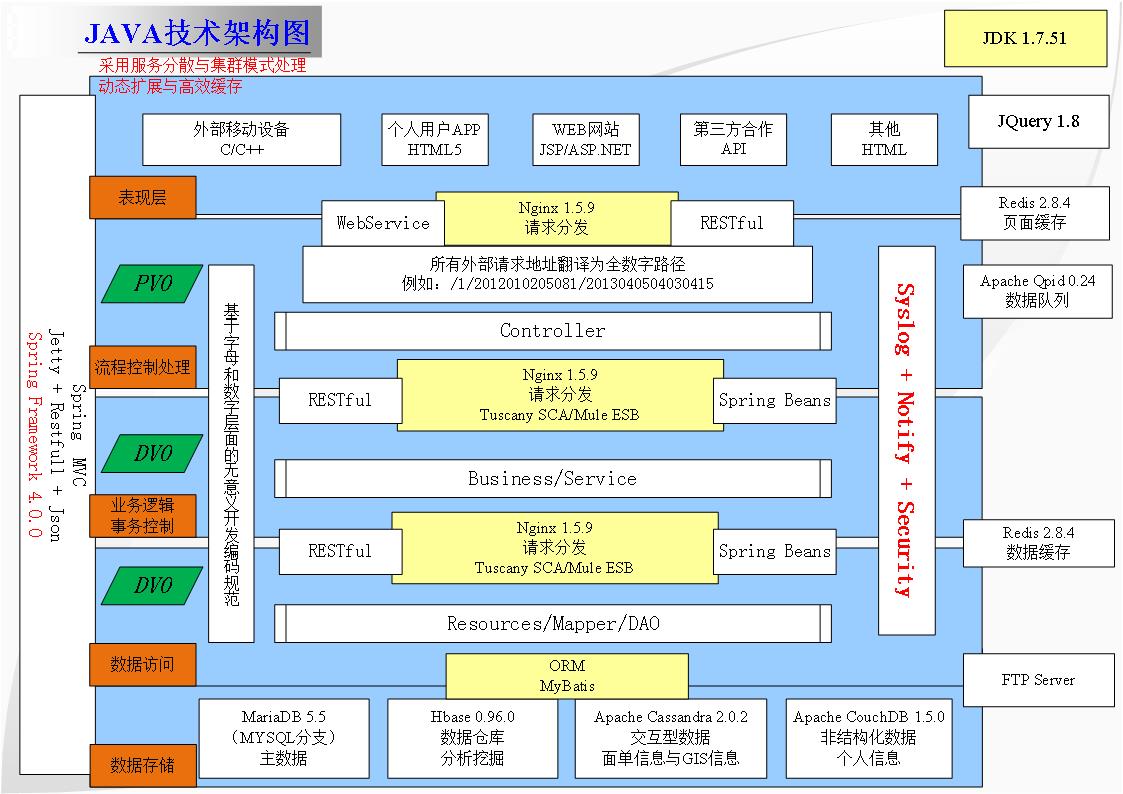 JAVA技术架构图
采用服务分散与集群模式处理
动态扩展与高效缓存
JDK 1.7.51
JQuery 1.8
外部移动设备
C/C++
个人用户APP
HTML5
WEB网站
JSP/ASP.NET
第三方合作
API
其他
HTML
表现层
WebService
Nginx 1.5.9
请求分发
RESTful
Redis 2.8.4
页面缓存
所有外部请求地址翻译为全数字路径
例如：/1/2012010205081/2013040504030415
PVO
Apache Qpid 0.24
数据队列
Controller
流程控制处理
RESTful
Nginx 1.5.9
请求分发
Tuscany SCA/Mule ESB
Spring Beans
DVO
Business/Service
业务逻辑
事务控制
RESTful
Nginx 1.5.9
请求分发
Tuscany SCA/Mule ESB
Spring Beans
Redis 2.8.4
数据缓存
DVO
Resources/Mapper/DAO
数据访问
ORM
MyBatis
FTP Server
MariaDB 5.5
（MYSQL分支）
主数据
Hbase 0.96.0
数据仓库
分析挖掘
Apache Cassandra 2.0.2
交互型数据
面单信息与GIS信息
Apache CouchDB 1.5.0
非结构化数据
个人信息
数据存储
Spring MVC
Jetty + Restfull + Json
Spring Framework 4.0.0
基于字母和数字层面的无意义开发编码规范
Syslog + Notify + Security